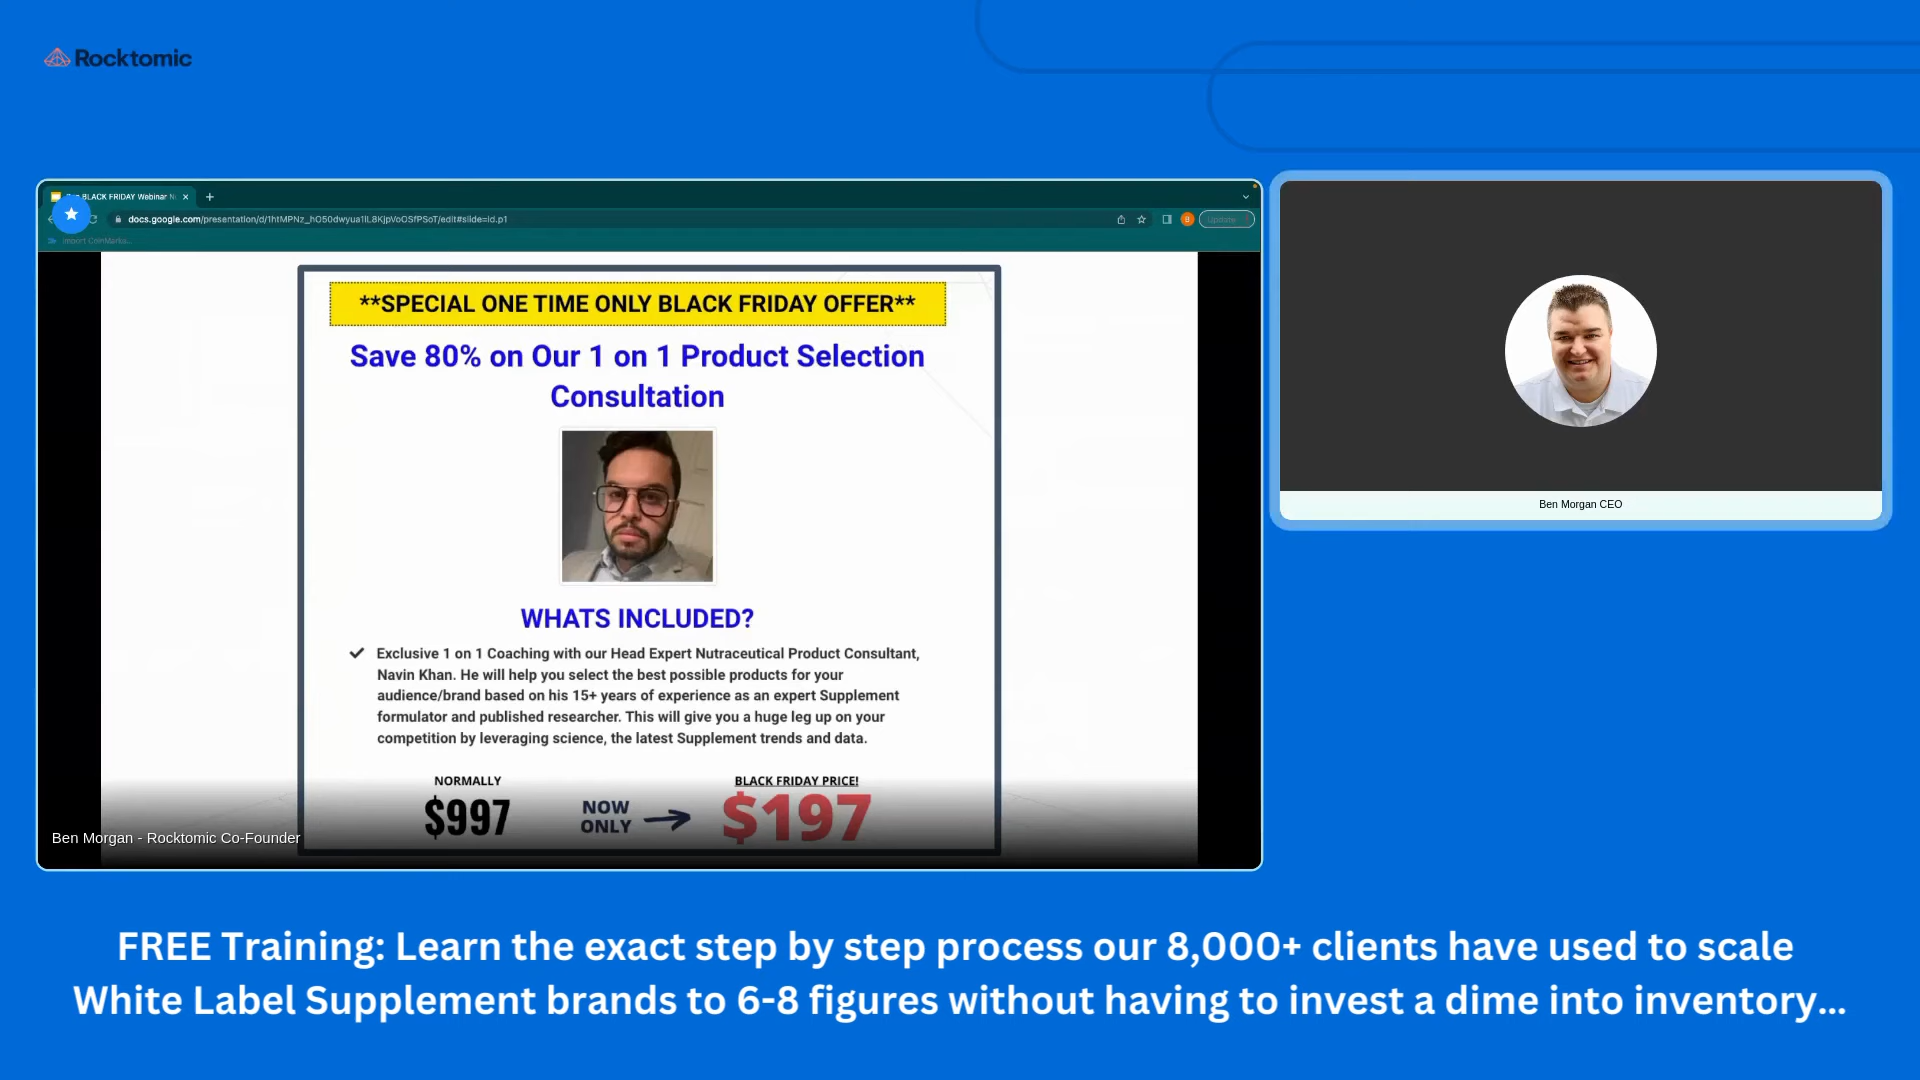 Rocktomic
BLACK FRIDAY Webinar
docs.google.com/presentation/d/1htMPNz_hO50dwyua1lL8KjpVoOSfPSoT/edit#slide=id.p1
B
Update
Import CoinMarke...
**SPECIAL ONE TIME ONLY BLACK FRIDAY OFFER**
Save 80% on Our 1 on 1 Product Selection
Consultation
WHATS INCLUDED?
Exclusive 1 on 1 Coaching with our Head Expert Nutraceutical Product Consultant,
Navin Khan. He will help you select the best possible products for your
audience/brand based on his 15+ years of experience as an expert Supplement
formulator and published researcher. This will give you a huge leg up on your
competition by leveraging science, the latest Supplement trends and data.
NORMALLY
$997
NOW
ONLY
BLACK FRIDAY PRICE!
$197
Ben Morgan - Rocktomic Co-Founder
Ben Morgan CEO
FREE Training: Learn the exact step by step process our 8,000+ clients have used to scale
White Label Supplement brands to 6-8 figures without having to invest a dime into inventory...